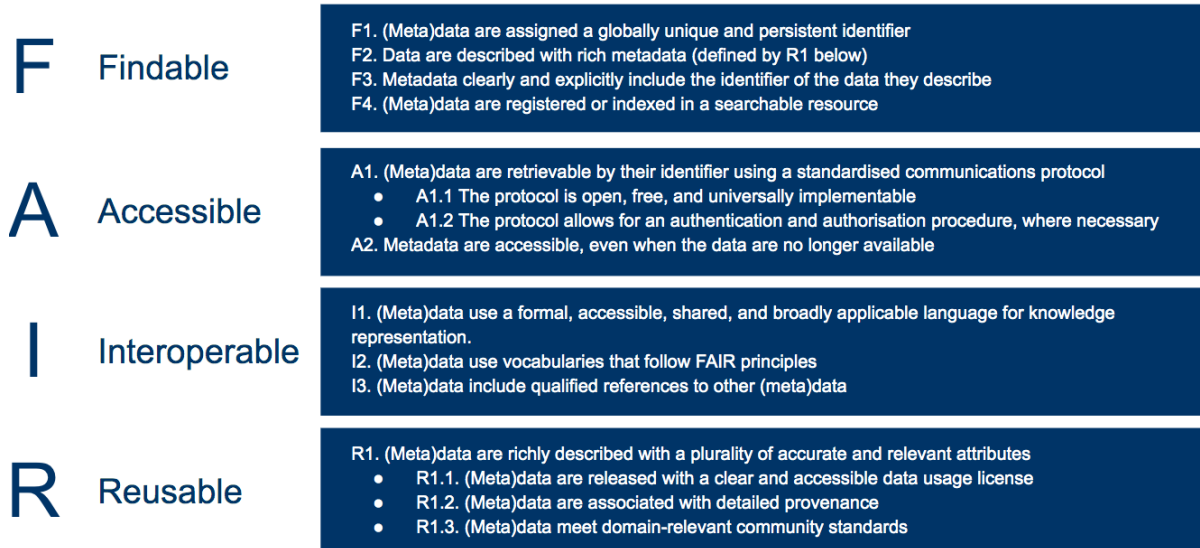 F
Findable
F1. (Meta)data are assigned a globally unique and persistent identifier
F2. Data are described with rich metadata (defined by R1 below)
F3. Metadata clearly and explicitly include the identifier of the data they describe
F4. (Meta)data are registered or indexed in a searchable resource
A
Accessible
A1. (Meta)data are retrievable by their identifier using a standardised communications protocol
● A1.1 The protocol is open, free, and universally implementable
● A1.2 The protocol allows for an authentication and authorisation procedure, where necessary
A2. Metadata are accessible, even when the data are no longer available
I
Interoperable
I1. (Meta)data use a formal, accessible, shared, and broadly applicable language for knowledge
representation.
I2. (Meta)data use vocabularies that follow FAIR principles
I3. (Meta)data include qualified references to other (meta)data
R
Reusable
R1. (Meta)data are richly described with a plurality of accurate and relevant attributes
● R1.1. (Meta)data are released with a clear and accessible data usage license
● R1.2. (Meta)data are associated with detailed provenance
● R1.3. (Meta)data meet domain-relevant community standards